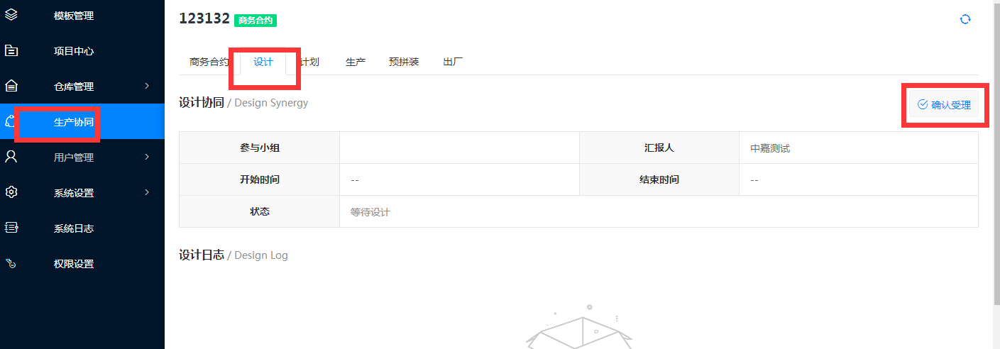 模板管理
项目中心
仓库管理
生产协同
用户管理
系统设置
系统日志
权限设置
123132 商务合约
商务合约 设计 计划 生产 预拼装 出厂
设计协同 / Design Synergy
确认受理
参与小组 汇报人 中嘉测试
开始时间 -- 结束时间 --
状态 等待设计
设计日志 / Design Log